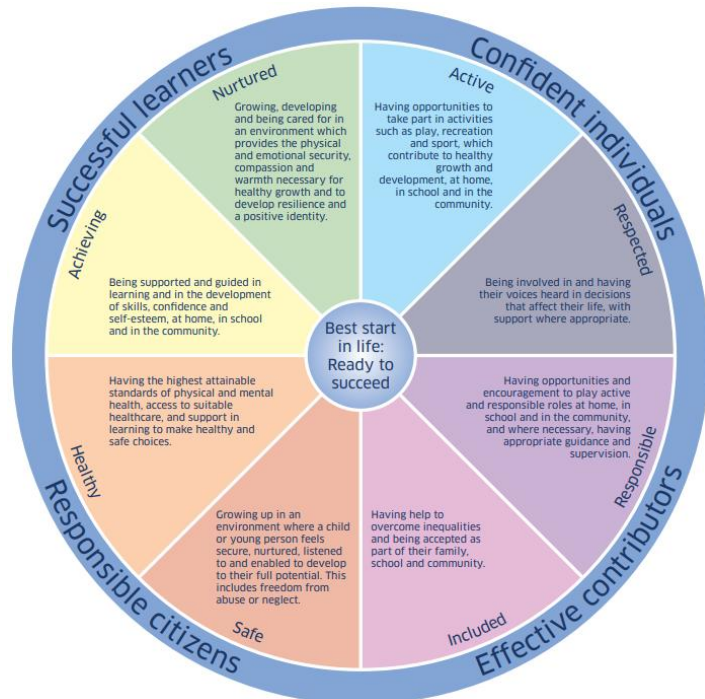 Successful learners
Confident individuals
Nurtured
Growing, developing
and being cared for in
an environment which
provides the physical
and emotional security,
compassion and
warmth necessary for
healthy growth and to
develop resilience and
a positive identity.
Active
Having opportunities to
take part in activities
such as play, recreation
and sport, which
contribute to healthy
growth and
development, at home,
in school and in the
community.
Achieving
Being supported and guided in
learning and in the development
of skills, confidence and
self-esteem, at home, in school
and in the community.
Respected
Being involved in and having
their voices heard in decisions
that affect their life, with
support where appropriate.
Best start
in life:
Ready to
succeed
Healthy
Having the highest attainable
standards of physical and mental
health, access to suitable
healthcare, and support in
learning to make healthy and
safe choices.
Responsible
Having opportunities and
encouragement to play active
and responsible roles at home, in
school and in the community,
and where necessary, having
appropriate guidance and
supervision.
Growing up in an
environment where a child
or young person feels
secure, nurtured, listened
to and enabled to develop
to their full potential. This
includes freedom from
abuse or neglect.
Safe
Having help to
overcome inequalities
and being accepted as
part of their family,
school and community.
Included
Responsible citizens
Effective contributors